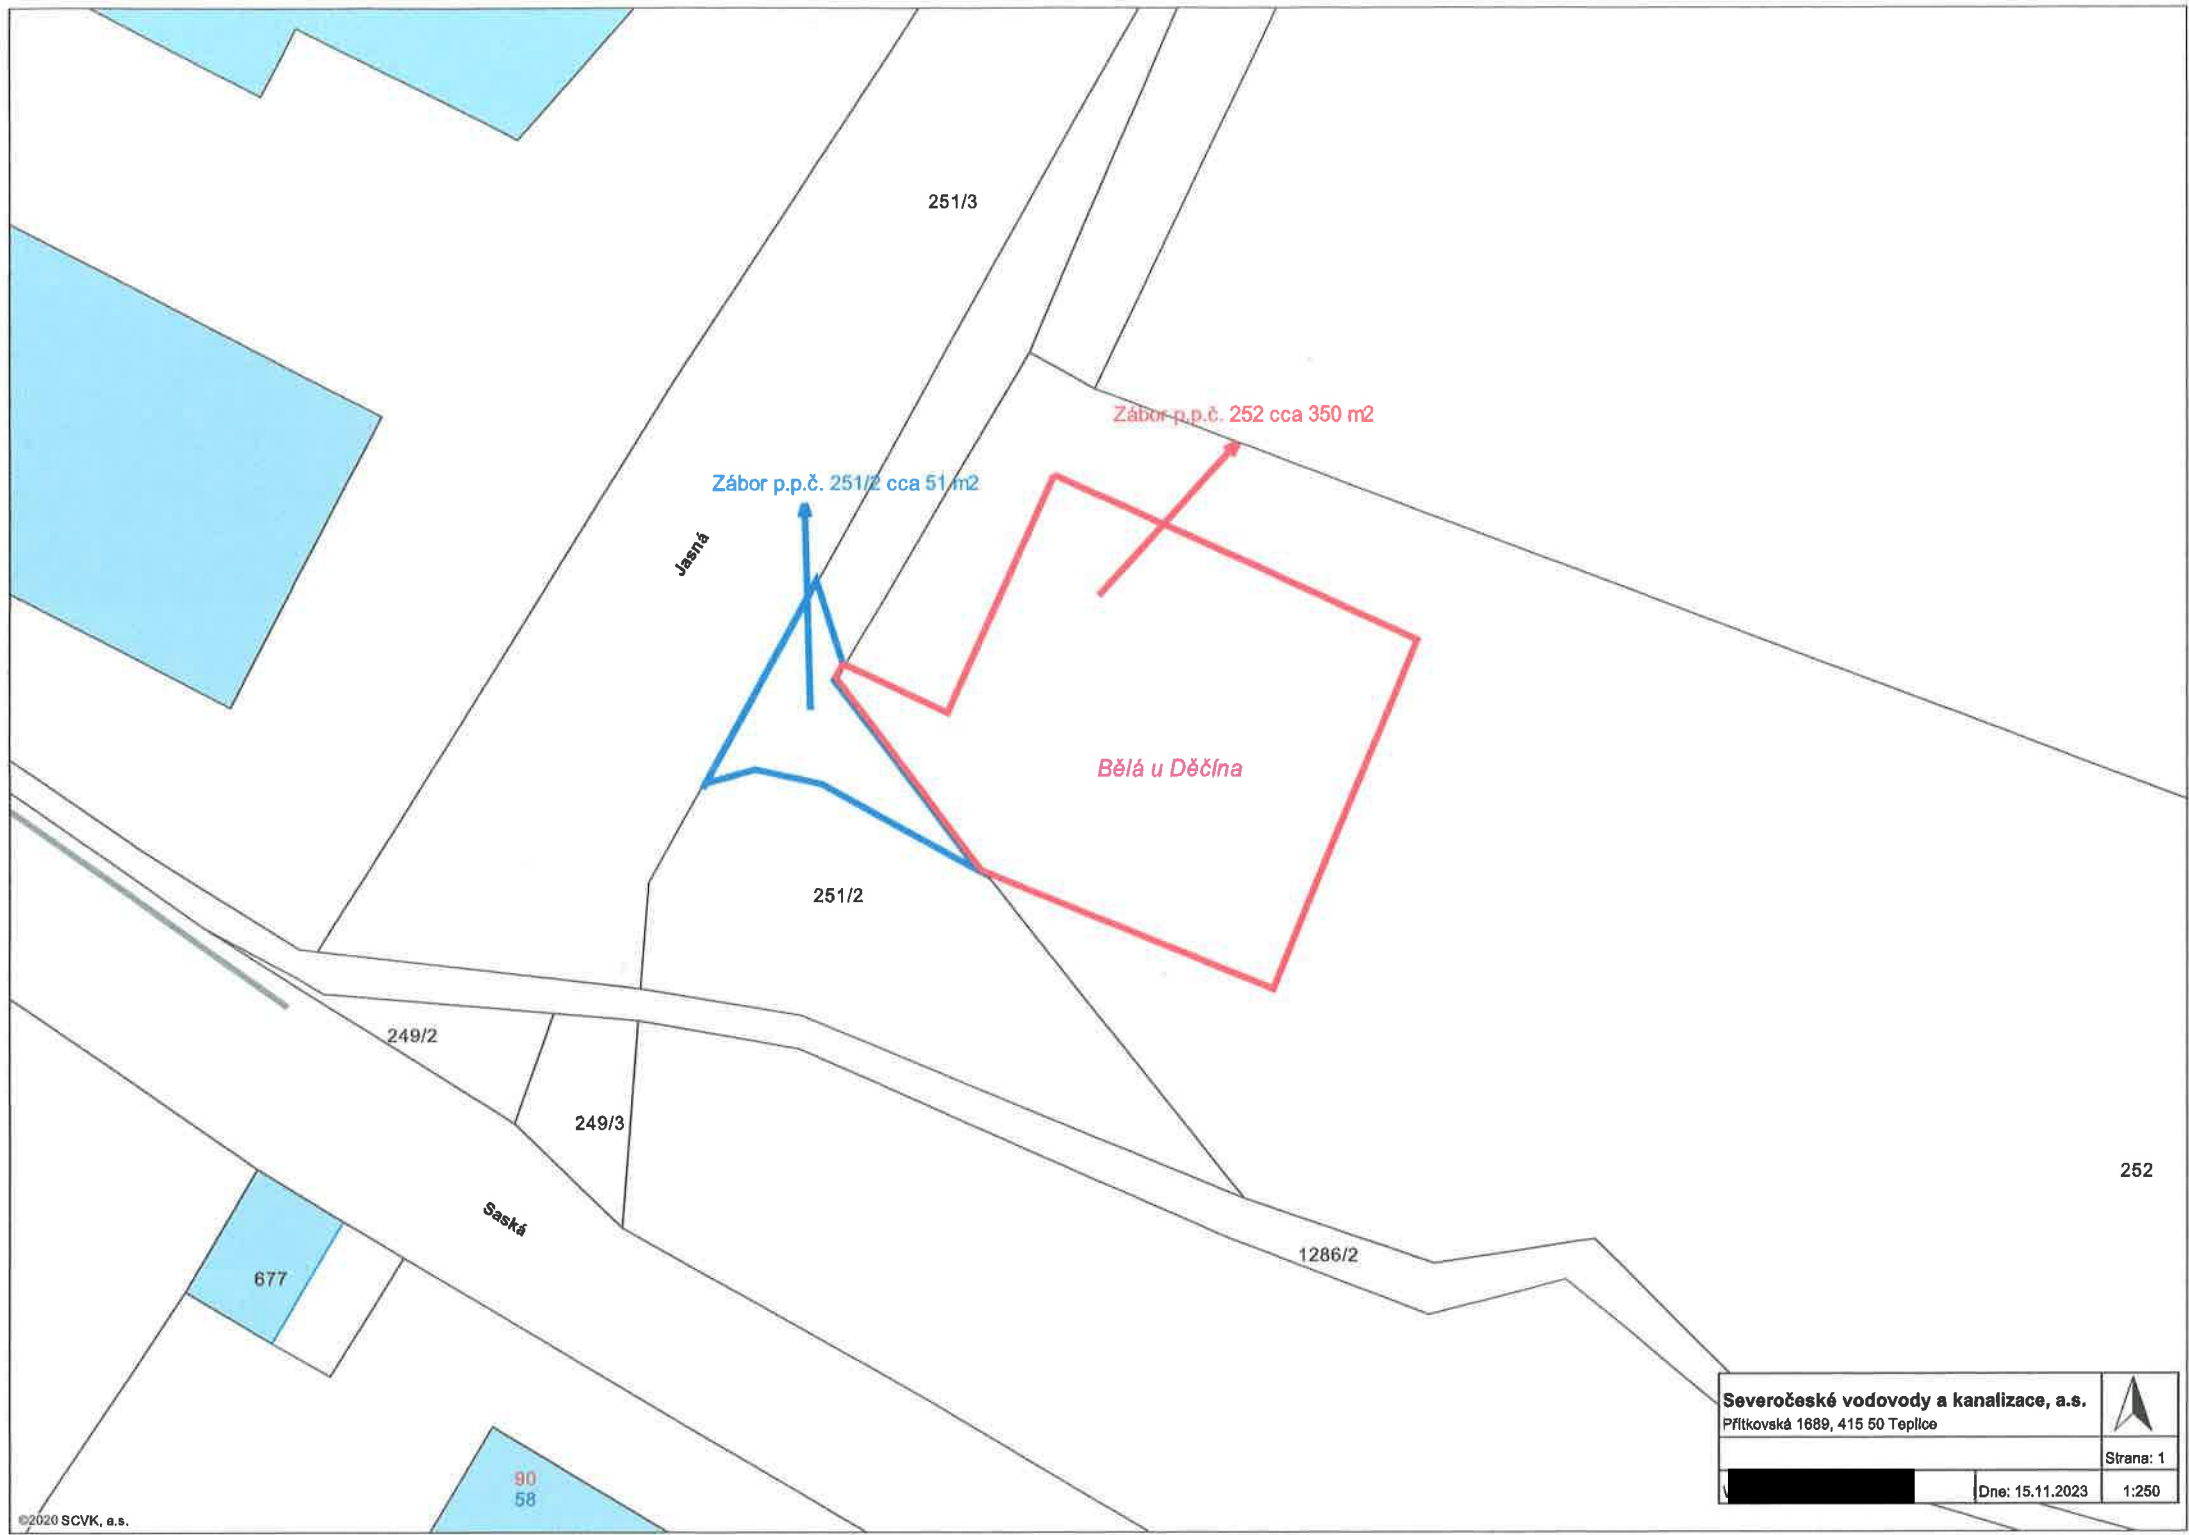 251/3
Zábor p.p.č. 252 cca 350 m2
Zábor p.p.č. 251/2 cca 51 m2
Jasná
Bělá u Děčína
251/2
249/2
249/3
252
Saská
1286/2
677
90
58
Severočeské vodovody a kanalizace, a.s.
Přítkovská 1689, 415 50 Teplice
Strana: 1
Dne: 15.11.2023
1:250
©2020 SCVK, a.s.